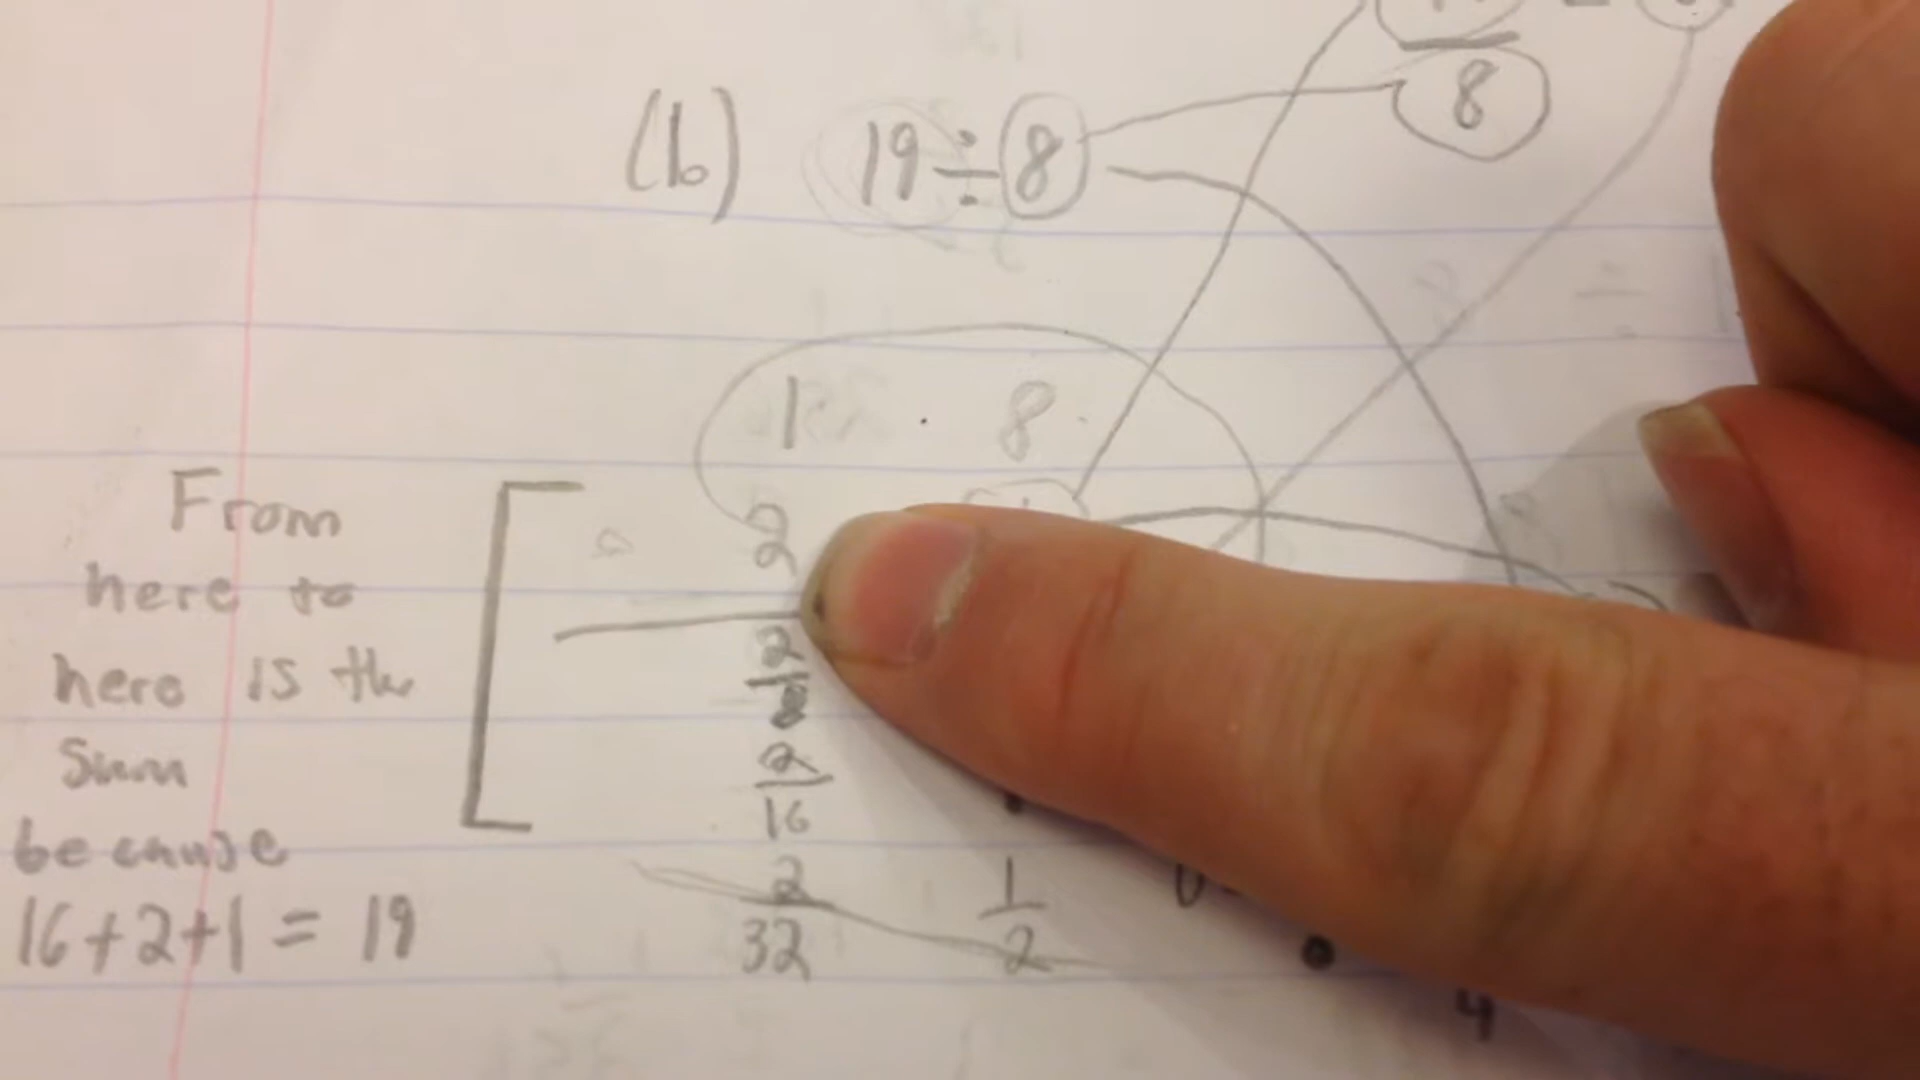 8
(b) 19 ÷ 8
1 . 8
From
2
here to
2
here is the
2
Sum
16
because
2 1
16+2+1 = 19
32 2
4